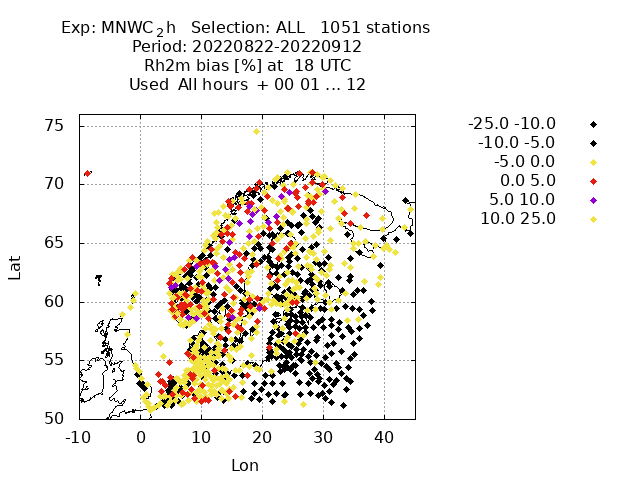 Exp: MNWC_2h Selection: ALL 1051 stations
Period: 20220822-20220912
Rh2m bias [%] at 18 UTC
Used All hours + 00 01 ... 12
-25.0 -10.0
-10.0 -5.0
-5.0 0.0
0.0 5.0
5.0 10.0
10.0 25.0
75
70
65
60
55
50
Lat
-10 0 10 20 30 40
Lon